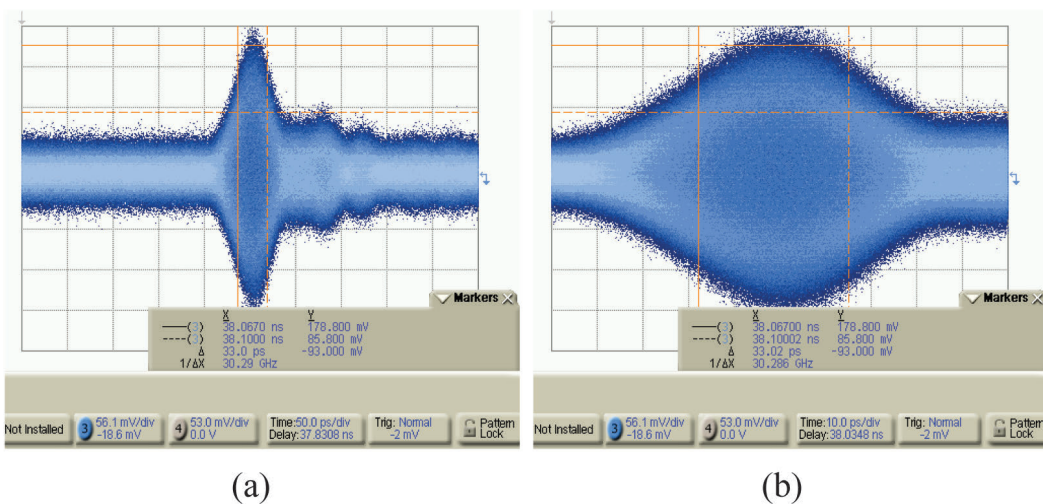 Markers
X Y
(3) 38.0670 ns 178.800 mV
(3) 38.1000 ns 85.800 mV
Δ 33.0 ps -93.000 mV
1/ΔX 30.29 GHz
Not Installed
3 56.1 mV/div
-18.6 mV
4 53.0 mV/div
0.0 V
Time:50.0 ps/div
Delay:37.8308 ns
Trig: Normal
-2 mV
Pattern
Lock
(a)
Markers
X Y
(3) 38.06700 ns 178.800 mV
(3) 38.10002 ns 85.800 mV
Δ 33.02 ps -93.000 mV
1/ΔX 30.286 GHz
Not Installed
3 56.1 mV/div
-18.6 mV
4 53.0 mV/div
0.0 V
Time:10.0 ps/div
Delay:38.0348 ns
Trig: Normal
-2 mV
Pattern
Lock
(b)